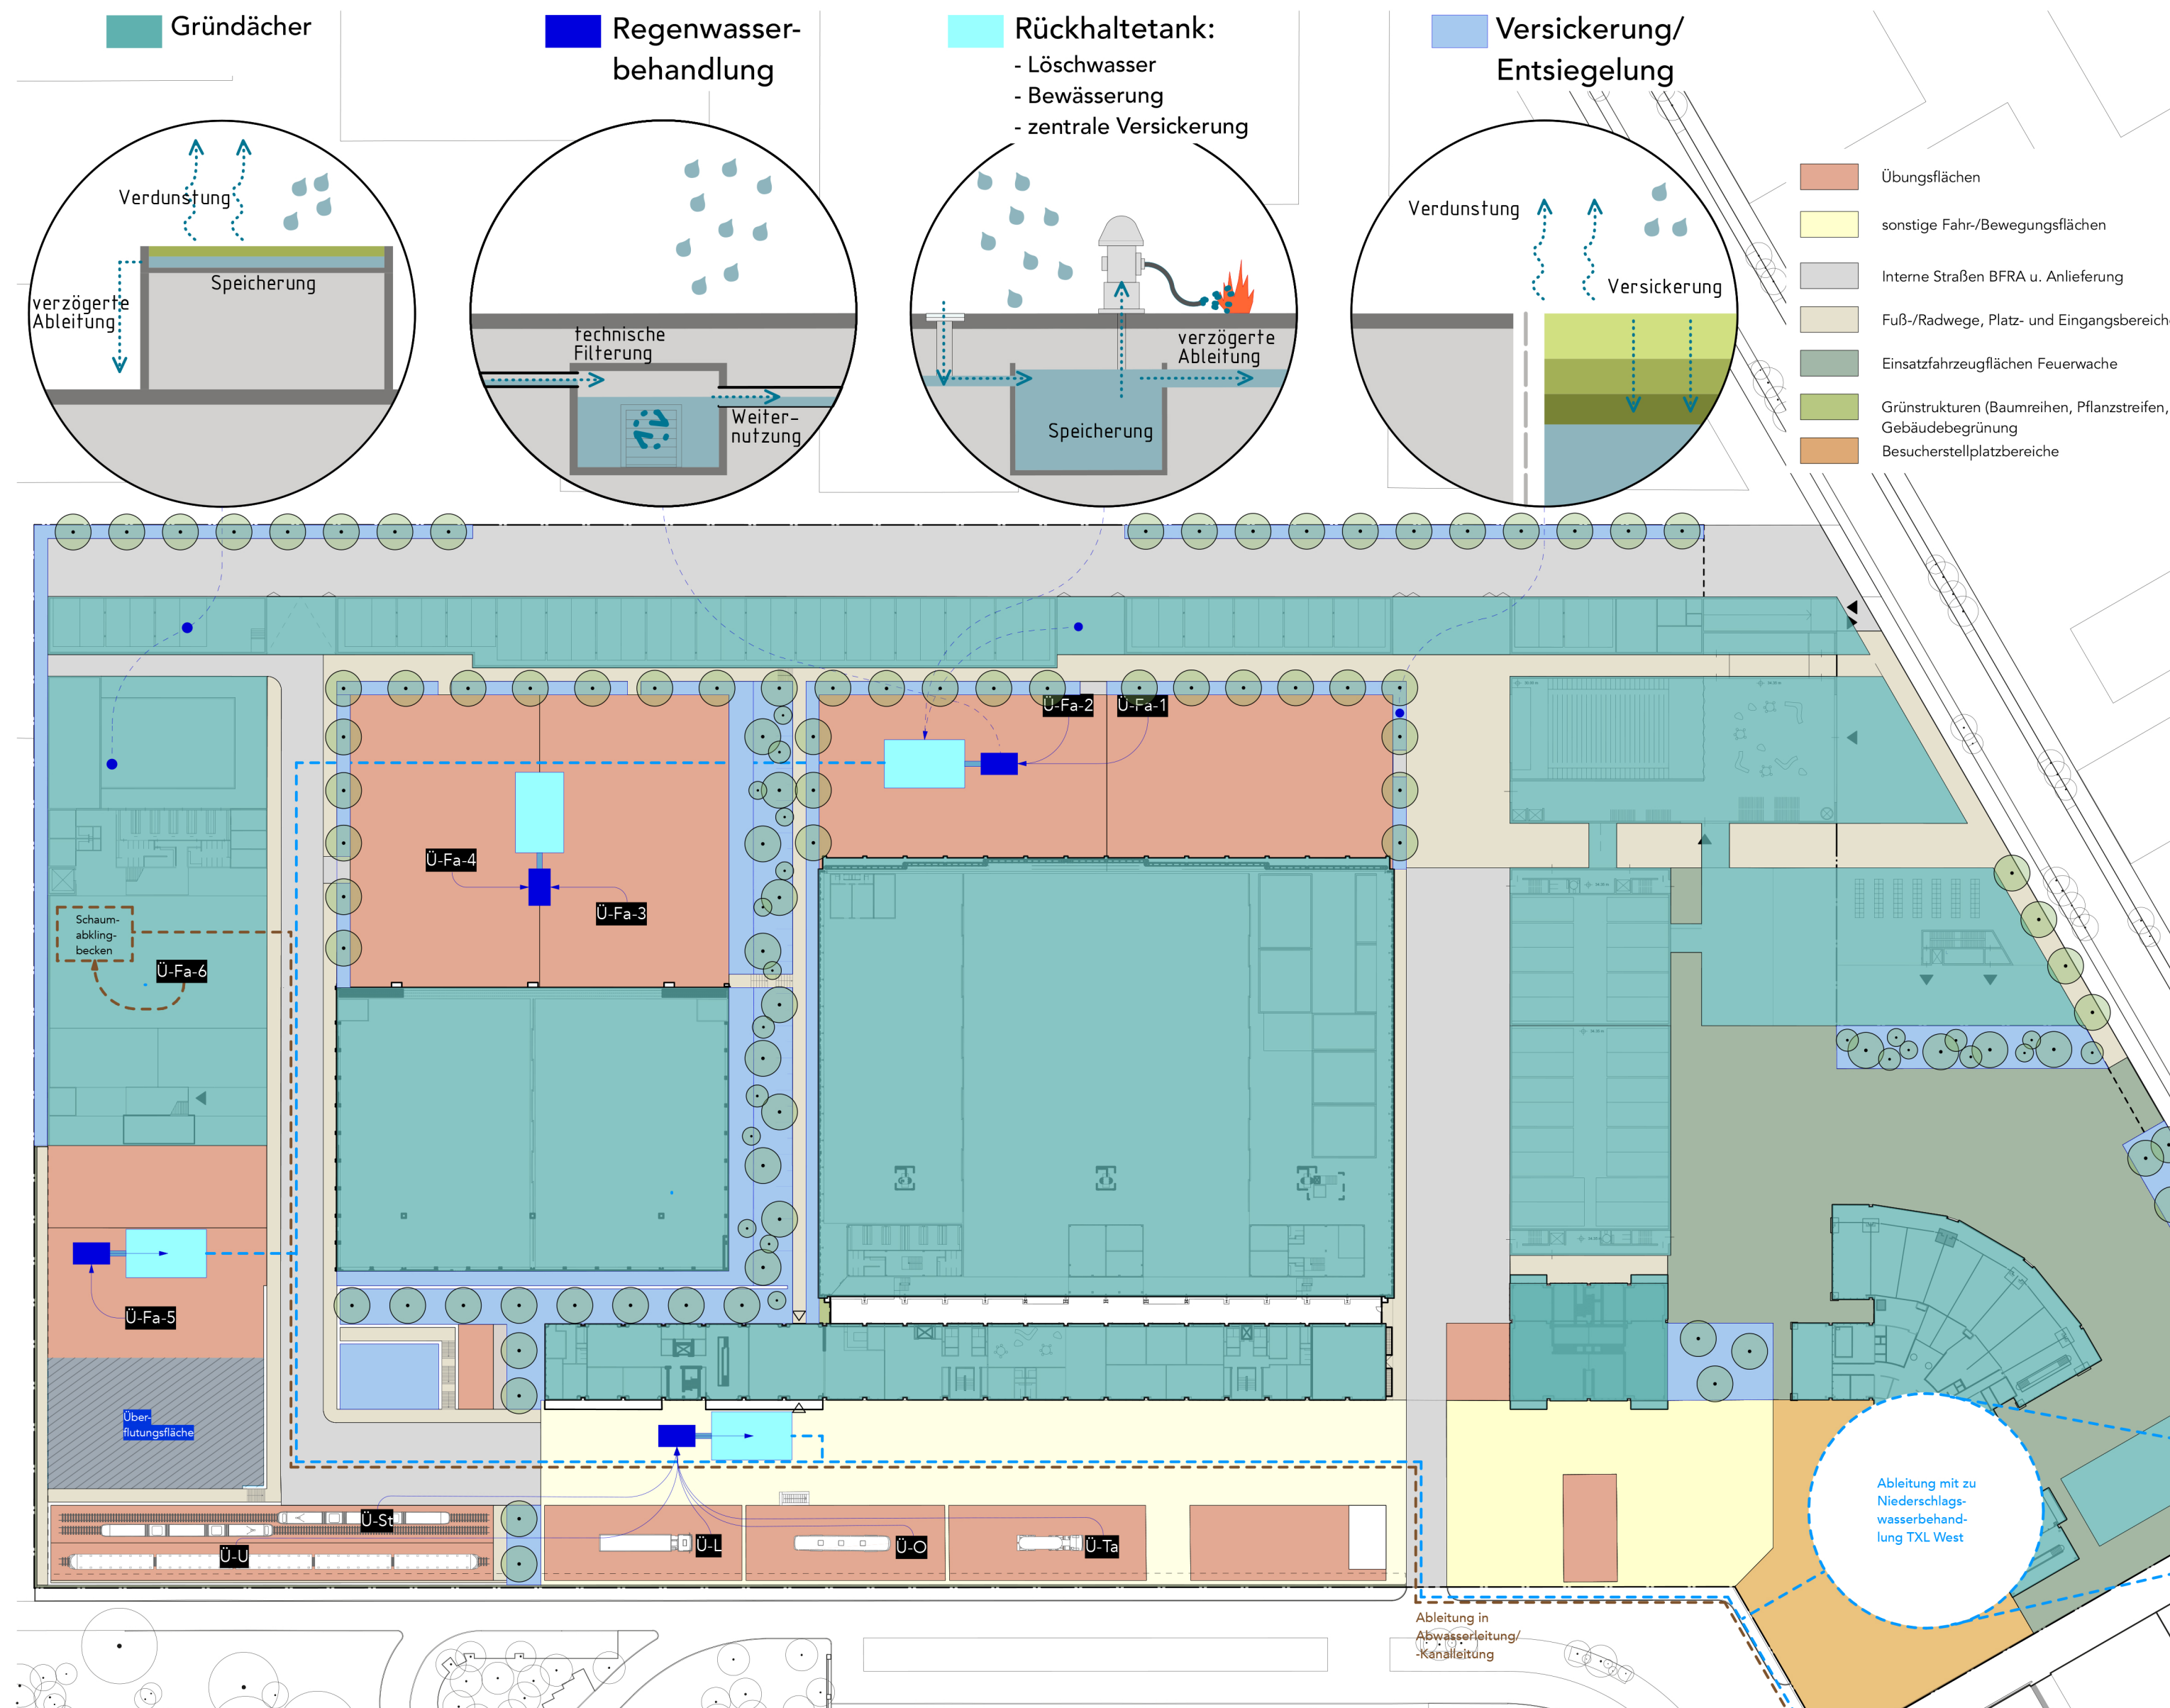 Gründächer
Regenwasser-
behandlung
Rückhaltetank:
- Löschwasser
- Bewässerung
- zentrale Versickerung
Versickerung/
Entsiegelung
Verdunstung
Speicherung
verzögerte
Ableitung
technische
Filterung
Weiter-
nutzung
verzögerte
Ableitung
Speicherung
Verdunstung
Versickerung
Übungsflächen
sonstige Fahr-/Bewegungsflächen
Interne Straßen BFRA u. Anlieferung
Fuß-/Radwege, Platz- und Eingangsbereich
Einsatzfahrzeugflächen Feuerwache
Grünstrukturen (Baumreihen, Pflanzstreifen,
Gebäudebegrünung
Besucherstellplatzbereiche
Ü-Fa-2
Ü-Fa-1
Ü-Fa-4
Ü-Fa-3
Schaum-
abkling-
becken
Ü-Fa-6
Ü-Fa-5
Über-
flutungsfläche
Ü-St
Ü-U
Ü-L
Ü-O
Ü-Ta
Ableitung mit zu
Niederschlags-
wasserbehand-
lung TXL West
Ableitung in
Abwasserleitung/
-Kanalleitung